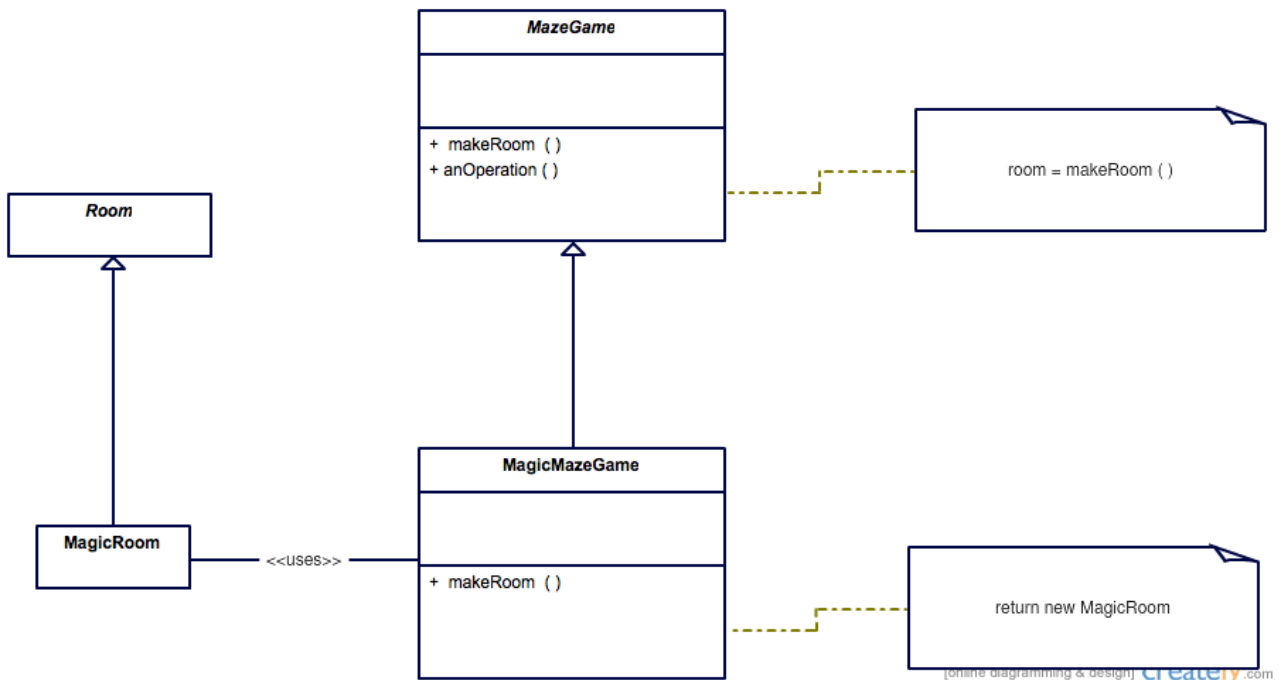 MazeGame
+ makeRoom ( )
+ anOperation ( )
room = makeRoom ( )
Room
MagicMazeGame
MagicRoom
<<uses>>
+ makeRoom ( )
return new MagicRoom
[online diagramming & design] creately.com